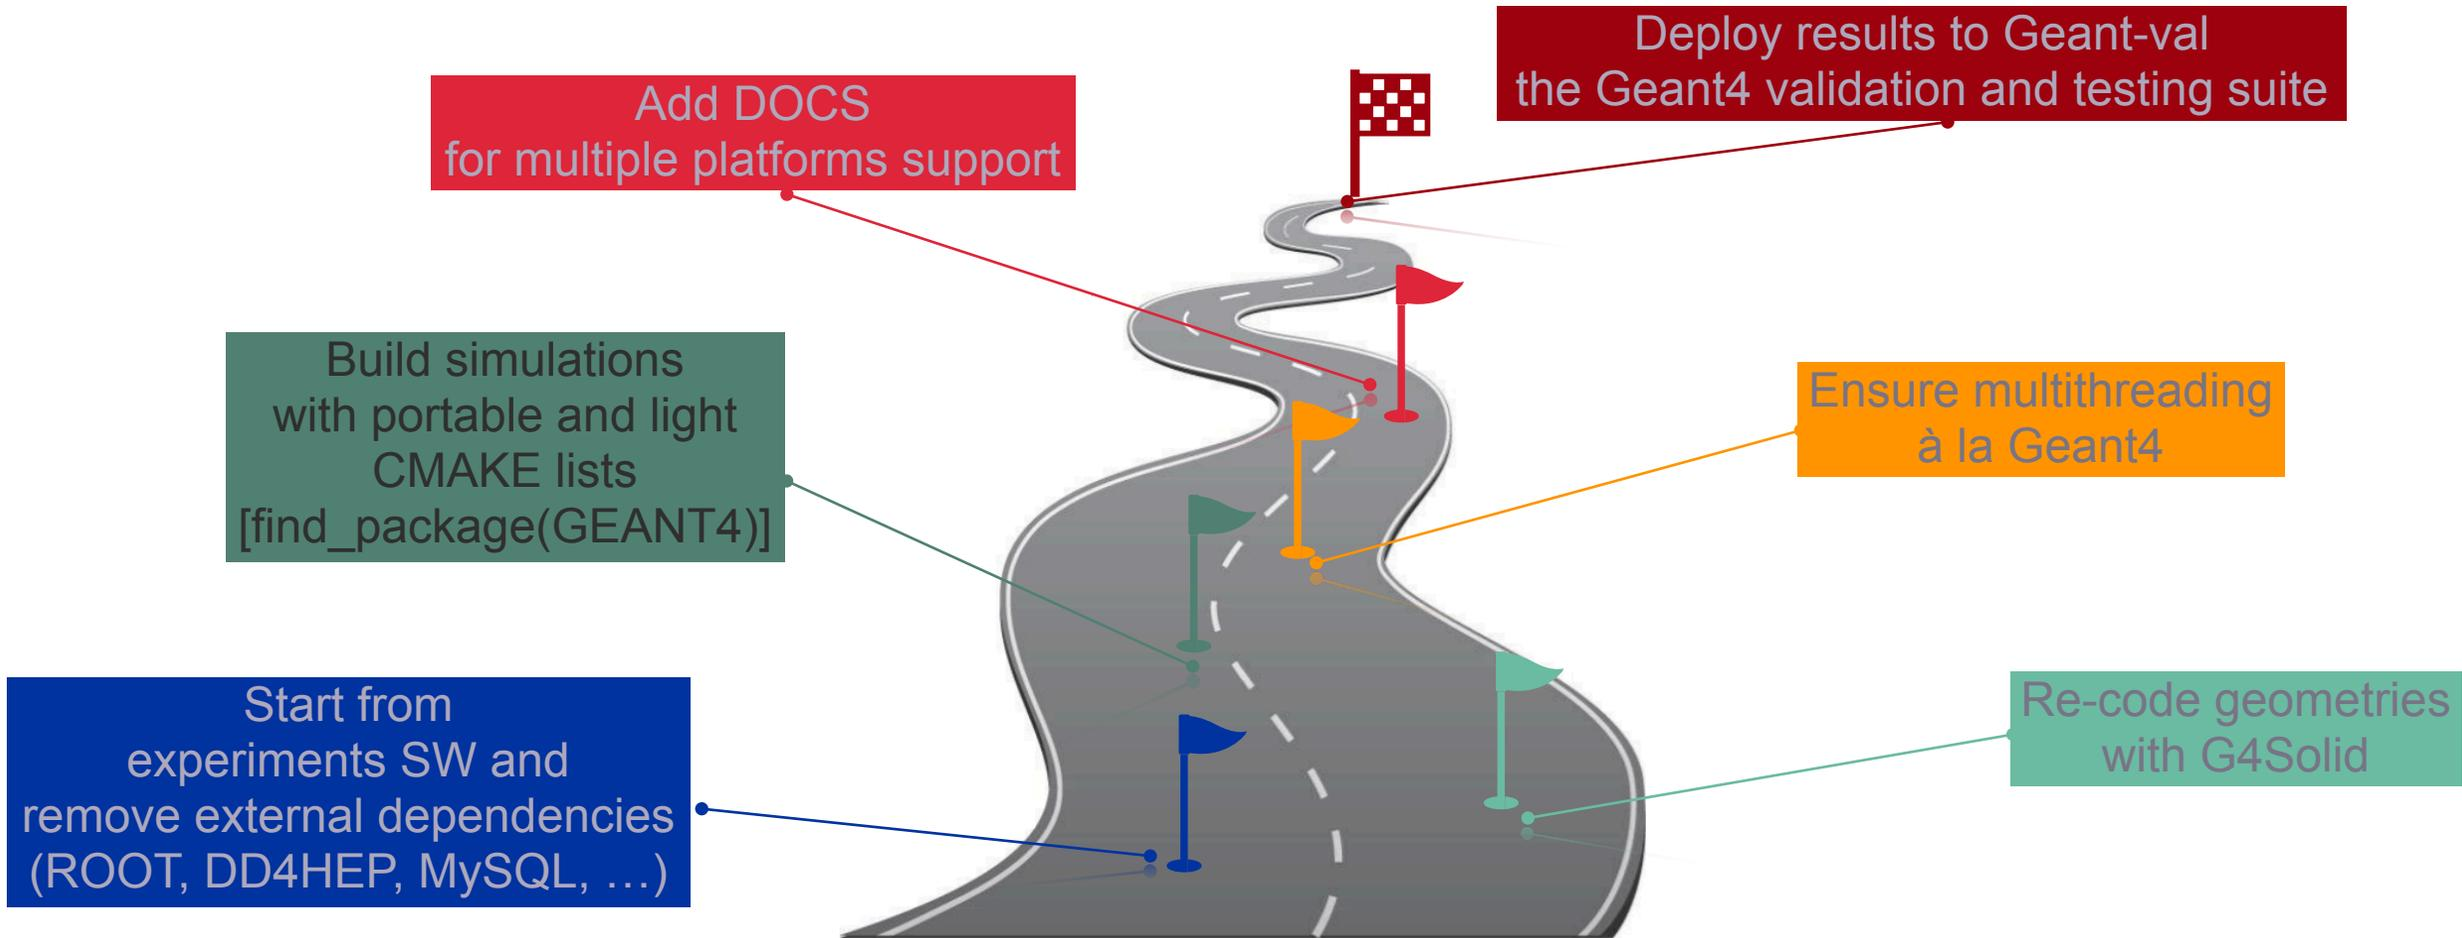 Deploy results to Geant-val
the Geant4 validation and testing suite
Add DOCS
for multiple platforms support
Build simulations
with portable and light
CMAKE lists
[find_package(GEANT4)]
Ensure multithreading
à la Geant4
Start from
experiments SW and
remove external dependencies
(ROOT, DD4HEP, MySQL, …)
Re-code geometries
with G4Solid